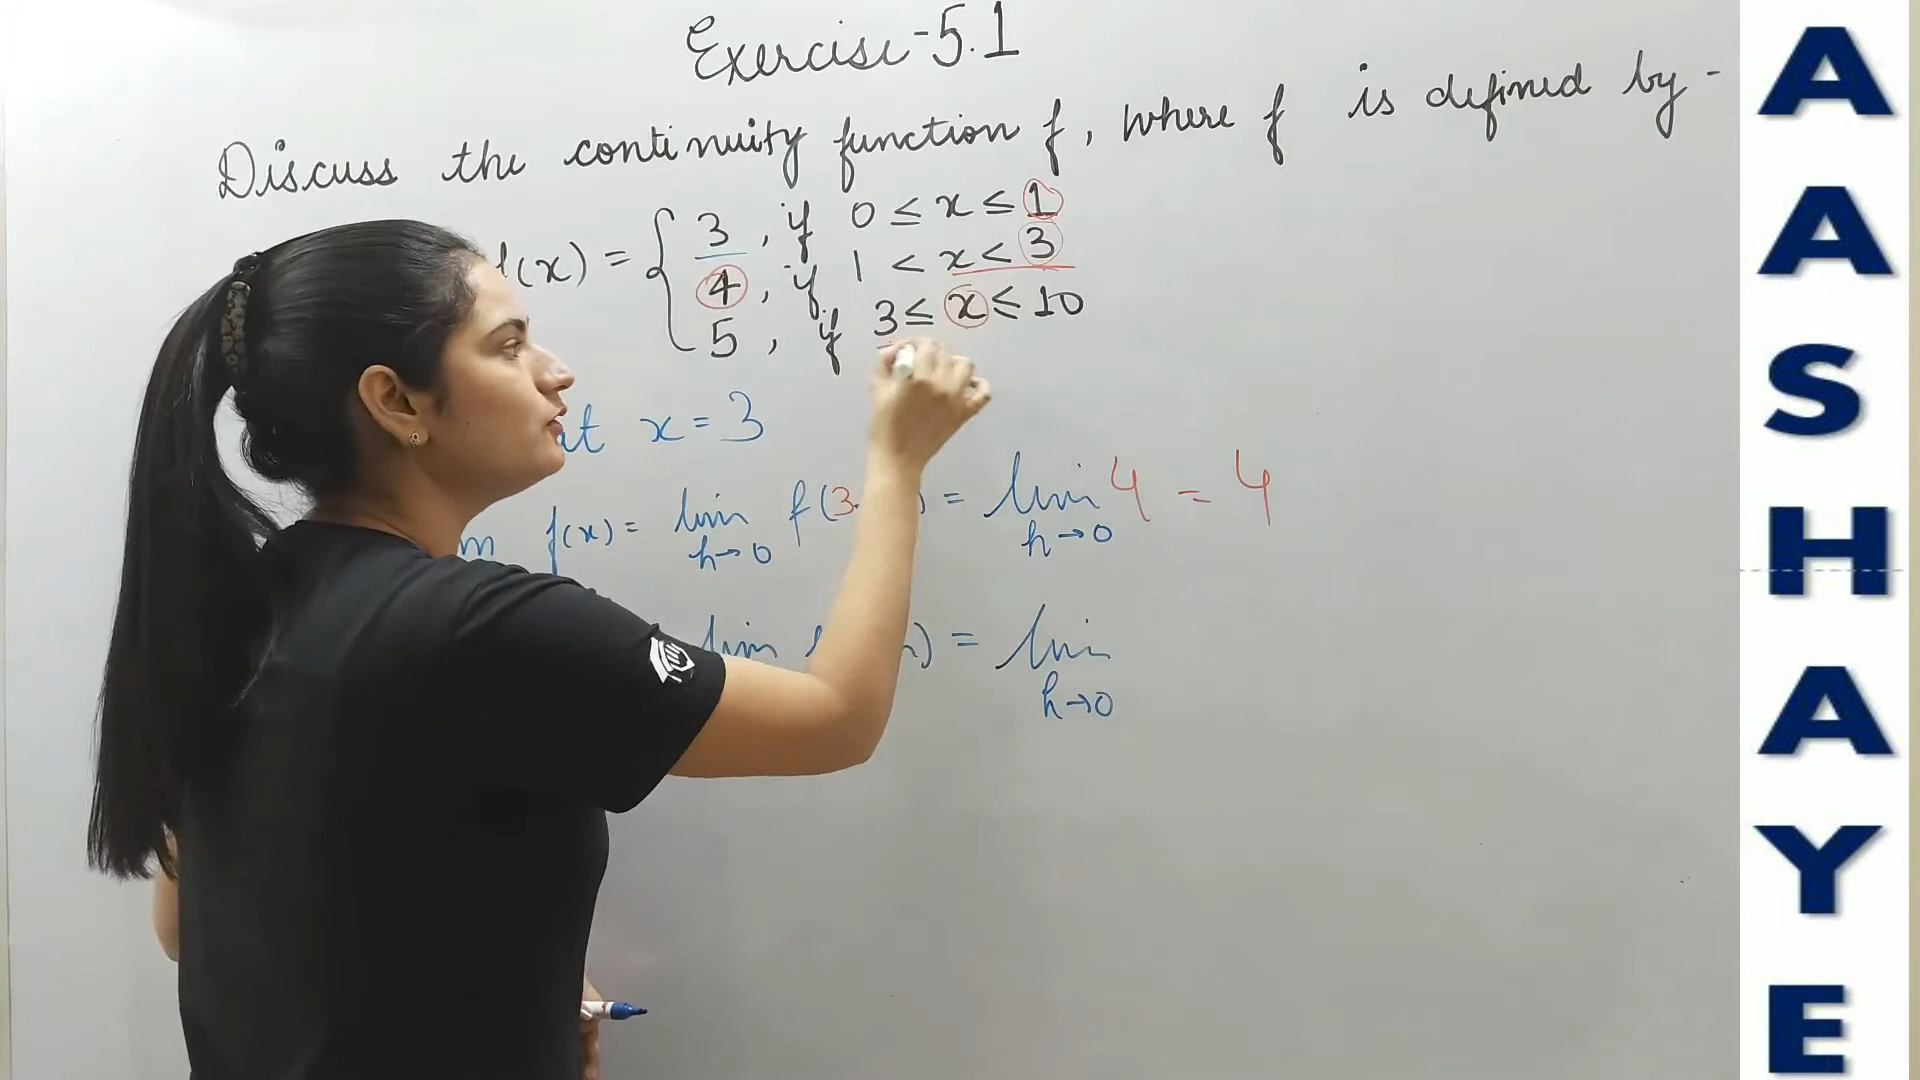 Exercise-5.1
Discuss the continuity function f, where f is defined by -
(x) = { 3 , if 0 ≤ x ≤ 1
4 , if 1 < x < 3
5 , if 3 ≤ x ≤ 10
at x = 3
f(x) = lim h→0 f(3 ) = lim h→0 4 = 4
lim ) = lim h→0
AASHAYE